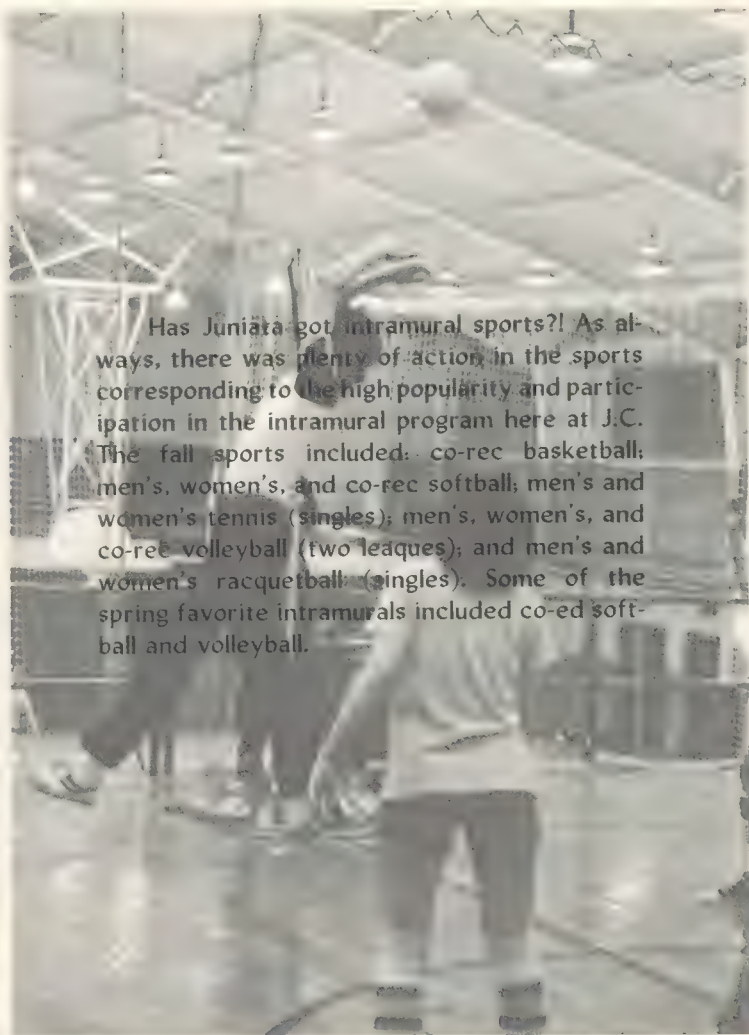 Has Juniata got intramural sports?! As al-
ways, there was plenty of action in the sports
corresponding to the high popularity and partic-
ipation in the intramural program here at J.C.
The fall sports included: co-rec basketball;
men's, women's, and co-rec softball; men's and
women's tennis (singles); men's, women's, and
co-rec volleyball (two leagues); and men's and
women's racquetball (singles). Some of the
spring favorite intramurals included co-ed soft-
ball and volleyball.